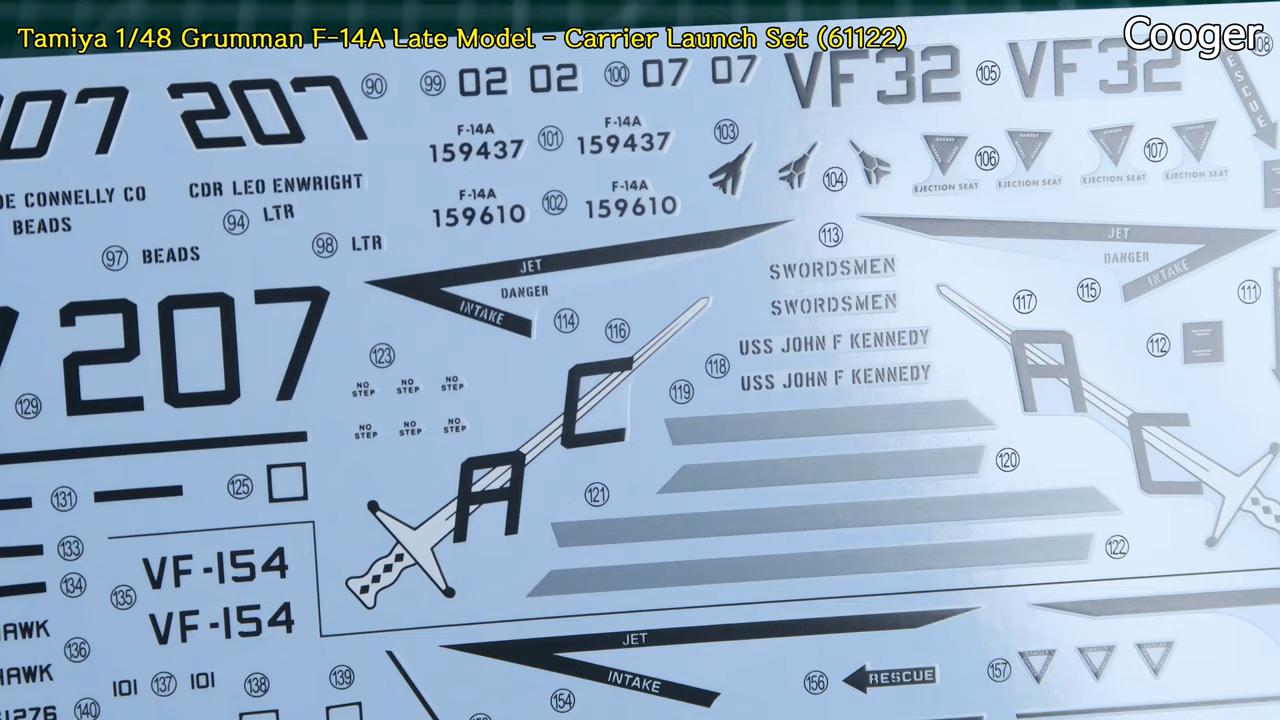 Tamiya 1/48 Grumman F-14A Late Model - Carrier Launch Set (61122)
Cooger
07 207 90 99 02 02 100 07 07 VF32 105 VF32
RESCUE
F-14A 101 F-14A 103
159437 159437
104
106 107
EJECTION SEAT EJECTION SEAT EJECTION SEAT EJECTION SEAT
DE CONNELLY CO CDR LEO ENWRIGHT
BEADS 94 LTR
97 BEADS 98 LTR
F-14A 102 F-14A
159610 159610
JET
DANGER
INTAKE
114
113
SWORDSMEN
SWORDSMEN
USS JOHN F KENNEDY
118 USS JOHN F KENNEDY
119
JET
DANGER
INTAKE
115
111
112
116
117
A C
207
129
123
NO STEP NO STEP NO STEP
NO STEP NO STEP NO STEP
C
A
121
120
122
131 125
133
134
135 VF-154
VF-154
HAWK
136
HAWK
101 137 101 138 139
61276 140
JET
INTAKE
154
156 RESCUE 157
DANGER DANGER DANGER